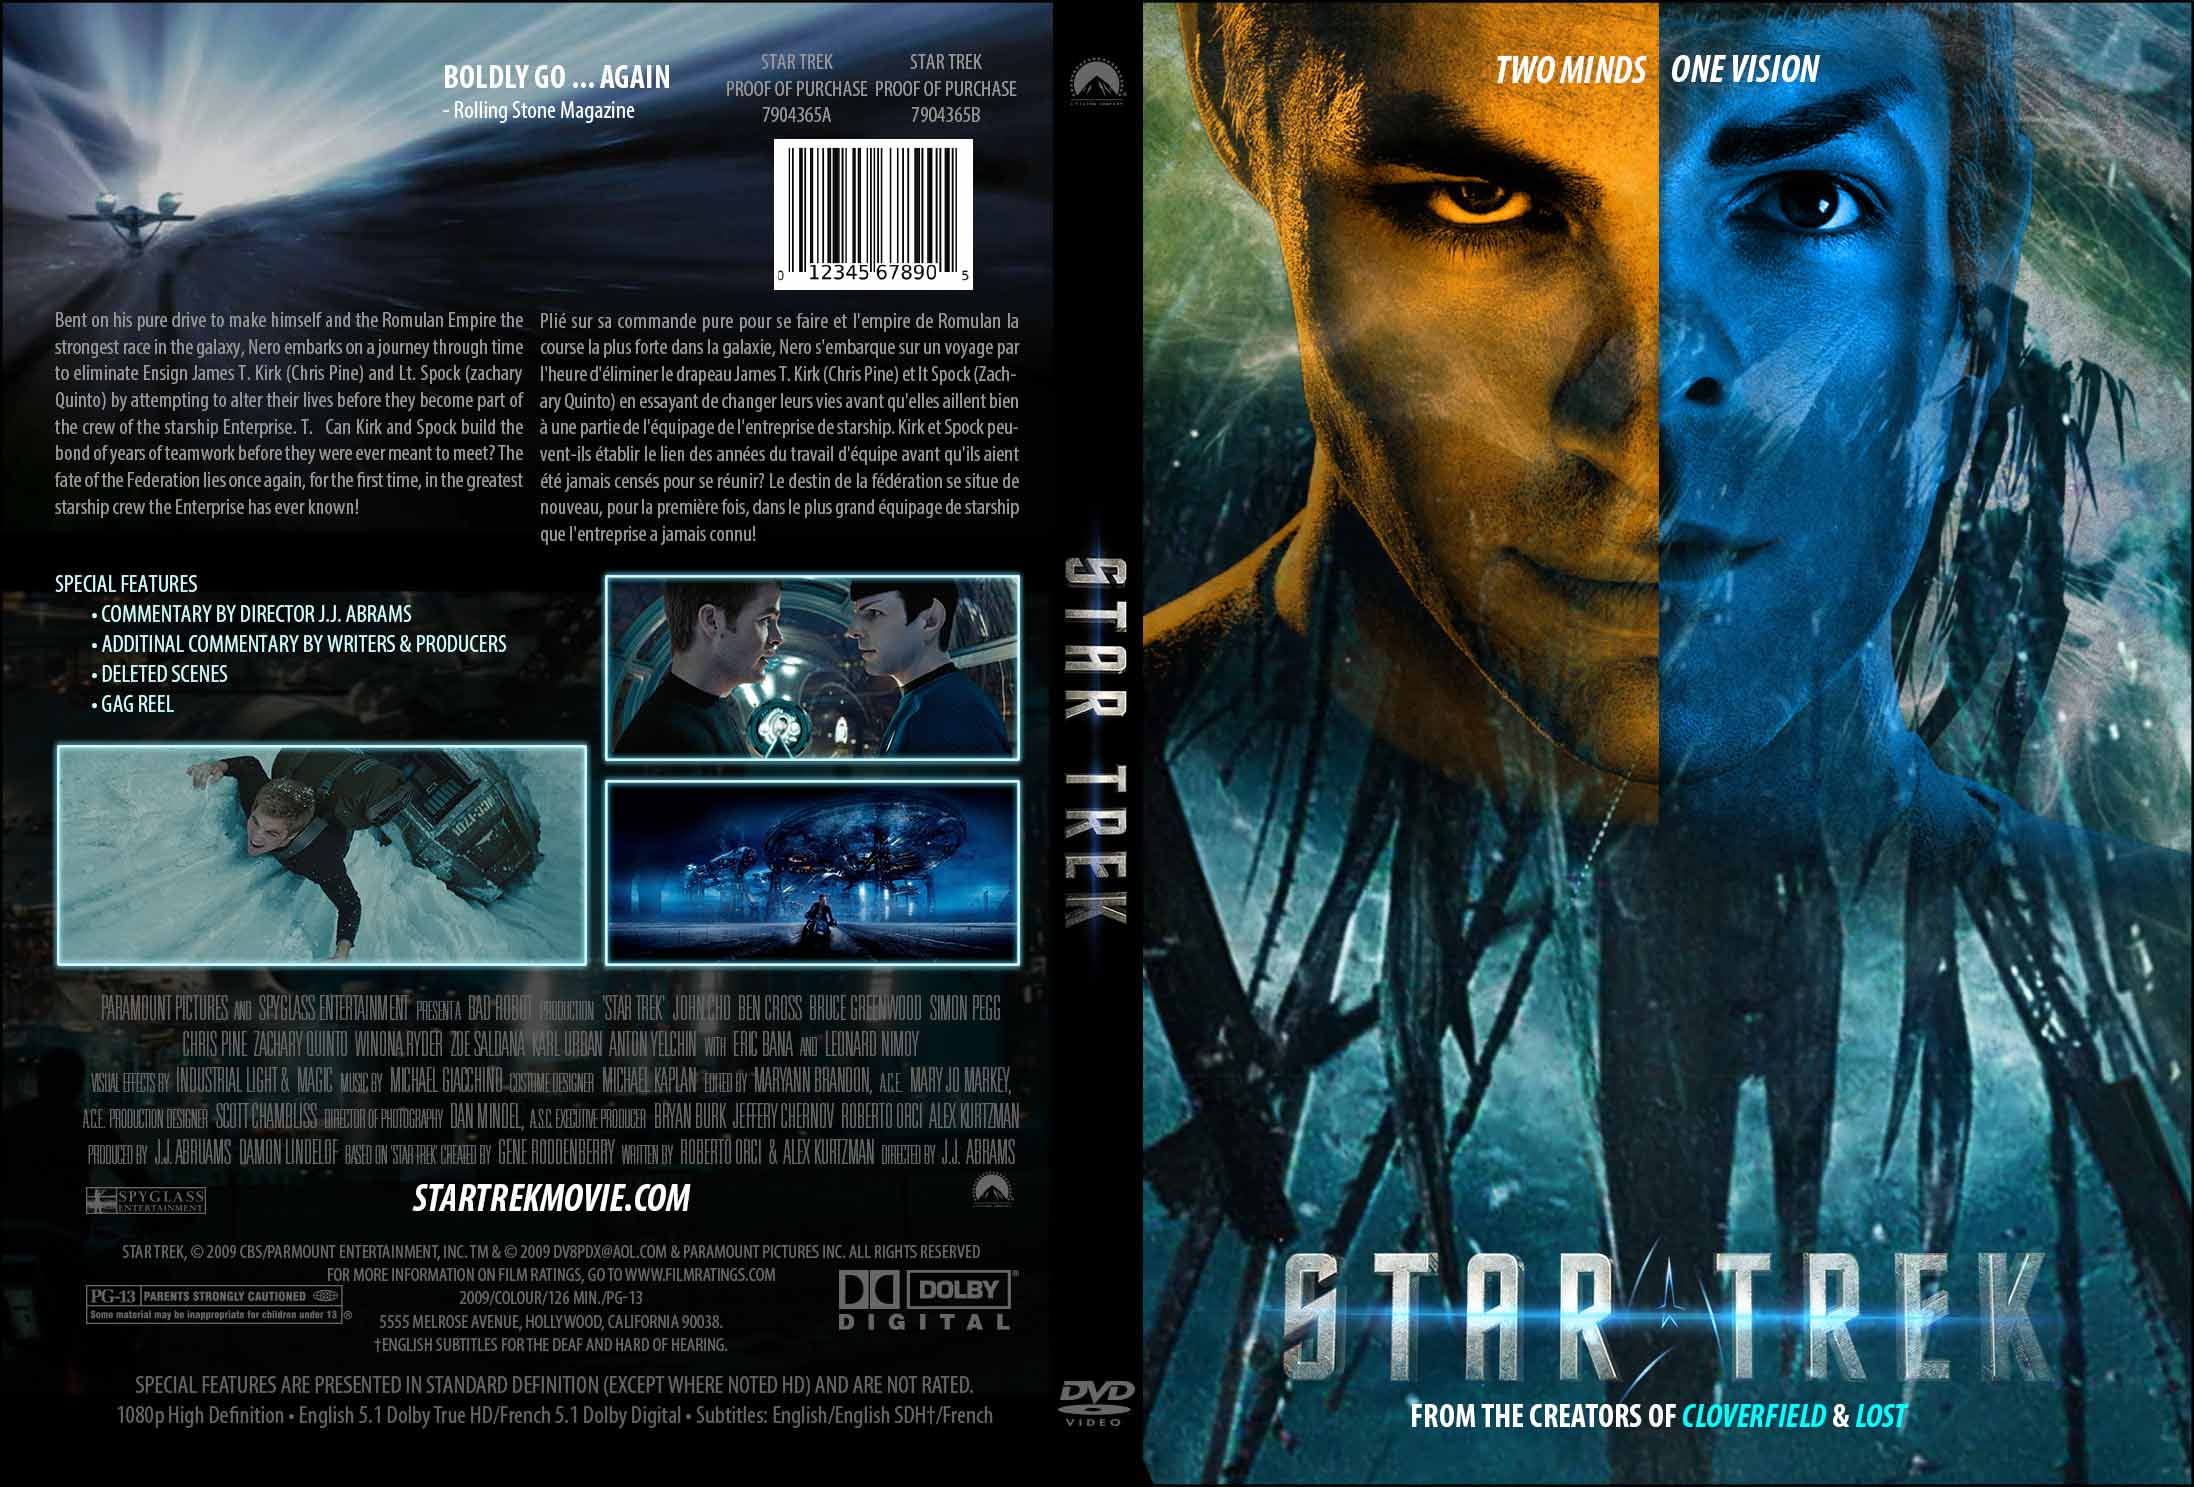 BOLDLY GO ... AGAIN
- Rolling Stone Magazine
STAR TREK
PROOF OF PURCHASE
7904365A
STAR TREK
PROOF OF PURCHASE
7904365B
0 12345 67890 5
Bent on his pure drive to make himself and the Romulan Empire the
strongest race in the galaxy, Nero embarks on a journey through time
to eliminate Ensign James T. Kirk (Chris Pine) and Lt. Spock (zachary
Quinto) by attempting to alter their lives before they become part of
the crew of the starship Enterprise. T. Can Kirk and Spock build the
bond of years of teamwork before they were ever meant to meet? The
fate of the Federation lies once again, for the first time, in the greatest
starship crew the Enterprise has ever known!
Plié sur sa commande pure pour se faire et l'empire de Romulan la
course la plus forte dans la galaxie, Nero s'embarque sur un voyage par
l'heure d'éliminer le drapeau James T. Kirk (Chris Pine) et lt Spock (Zach-
ary Quinto) en essayant de changer leurs vies avant qu'elles aillent bien
à une partie de l'équipage de l'entreprise de starship. Kirk et Spock peu-
vent-ils établir le lien des années du travail d'équipe avant qu'ils aient
été jamais censés pour se réunir? Le destin de la fédération se situe de
nouveau, pour la première fois, dans le plus grand équipage de starship
que l'entreprise a jamais connu!
SPECIAL FEATURES
• COMMENTARY BY DIRECTOR J.J. ABRAMS
• ADDITINAL COMMENTARY BY WRITERS & PRODUCERS
• DELETED SCENES
• GAG REEL
PARAMOUNT PICTURES AND SPYGLASS ENTERTAINMENT PRESENT A BAD ROBOT PRODUCTION 'STAR TREK' JOHN CHO BEN CROSS BRUCE GREENWOOD SIMON PEGG
CHRIS PINE ZACHARY QUINTO WINONA RYDER ZOE SALDANA KARL URBAN ANTON YELCHIN WITH ERIC BANA AND LEONARD NIMOY
VISUAL EFFECTS BY INDUSTRIAL LIGHT & MAGIC MUSIC BY MICHAEL GIACCHINO COSTUME DESIGNER MICHAEL KAPLAN EDITED BY MARYANN BRANDON, A.C.E. MARY JO MARKEY,
A.C.E. PRODUCTION DESIGNER SCOTT CHAMBLISS DIRECTOR OF PHOTOGRAPHY DAN MINDEL, A.S.C. EXECUTIVE PRODUCER BRYAN BURK JEFFERY CHERNOV ROBERTO ORCI ALEX KURTZMAN
PRODUCED BY J.J. ABRUAMS DAMON LINDELOF BASED ON 'STAR TREK' CREATED BY GENE RODDENBERRY WRITTEN BY ROBERTO ORCI & ALEX KURTZMAN DIRECTED BY J.J. ABRAMS
SPYGLASS
ENTERTAINMENT
STARTREKMOVIE.COM
STAR TREK, © 2009 CBS/PARMOUNT ENTERTAINMENT, INC. TM & © 2009 DV8PDX@AOL.COM & PARAMOUNT PICTURES INC. ALL RIGHTS RESERVED
FOR MORE INFORMATION ON FILM RATINGS, GO TO WWW.FILMRATINGS.COM
PG-13 PARENTS STRONGLY CAUTIONED
Some material may be inappropriate for children under 13 ®
2009/COLOUR/126 MIN./PG-13
5555 MELROSE AVENUE, HOLLYWOOD, CALIFORNIA 90038.
†ENGLISH SUBTITLES FOR THE DEAF AND HARD OF HEARING.
DOLBY ®
DIGITAL
SPECIAL FEATURES ARE PRESENTED IN STANDARD DEFINITION (EXCEPT WHERE NOTED HD) AND ARE NOT RATED.
1080p High Definition • English 5.1 Dolby True HD/French 5.1 Dolby Digital • Subtitles: English/English SDH†/French
STAR TREK
DVD
VIDEO
TWO MINDS ONE VISION
STAR TREK
FROM THE CREATORS OF CLOVERFIELD & LOST